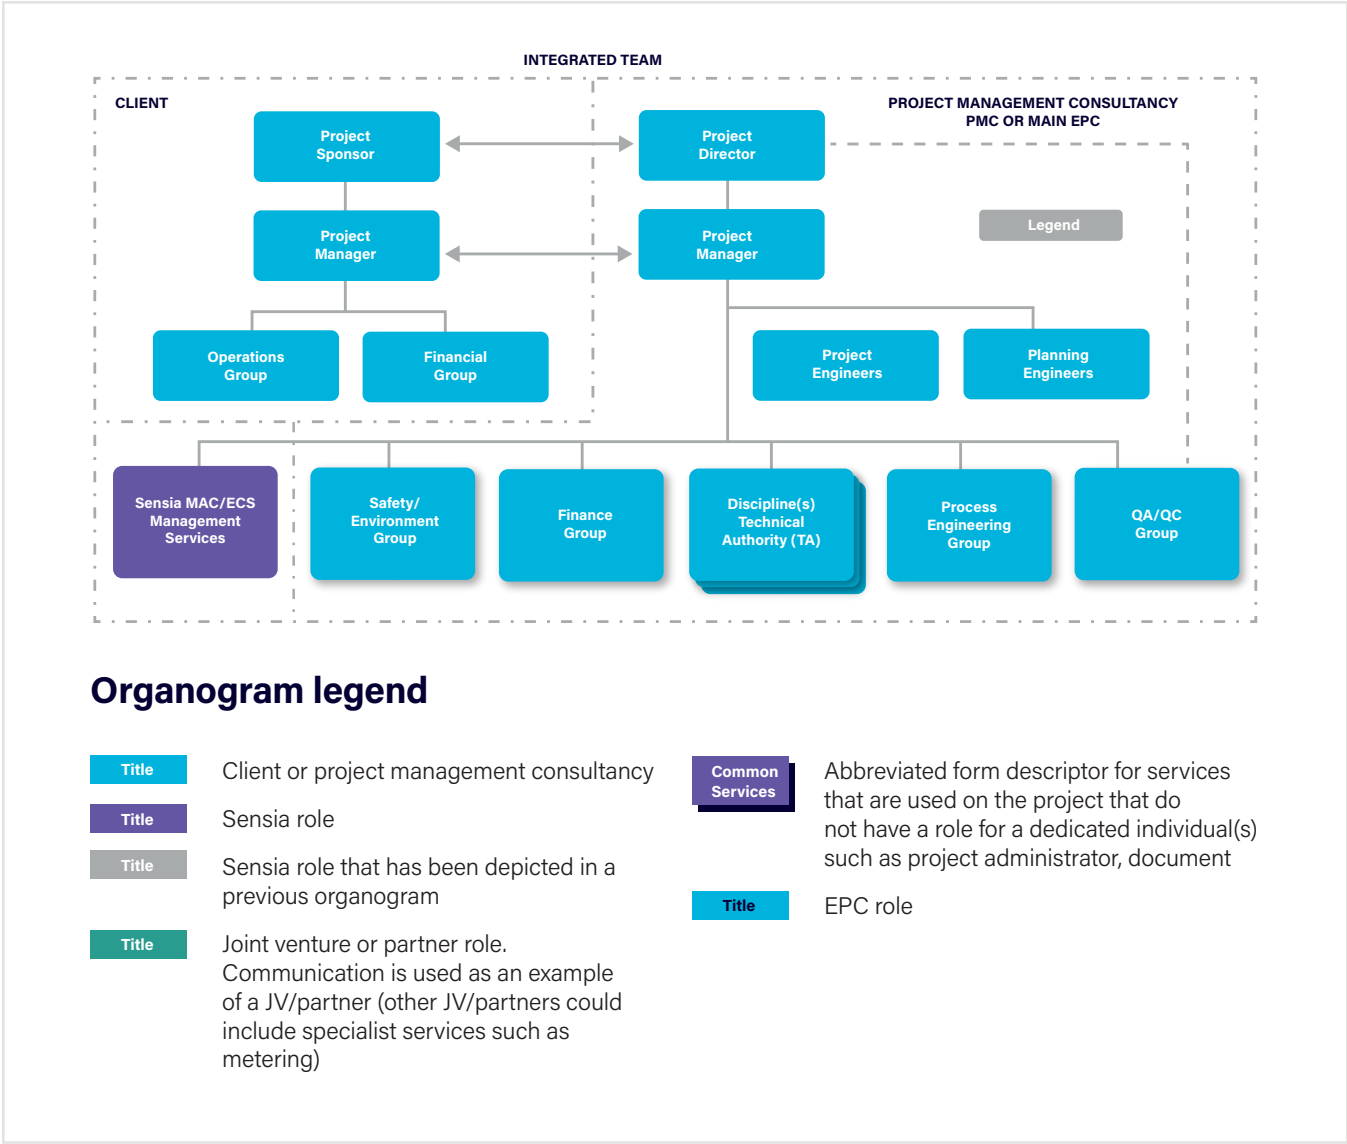 INTEGRATED TEAM
CLIENT
PROJECT MANAGEMENT CONSULTANCY
PMC OR MAIN EPC
Project
Sponsor
Project
Director
Project
Manager
Project
Manager
Legend
Operations
Group
Financial
Group
Project
Engineers
Planning
Engineers
Sensia MAC/ECS
Management
Services
Safety/
Environment
Group
Finance
Group
Discipline(s)
Technical
Authority (TA)
Process
Engineering
Group
QA/QC
Group
Organogram legend
Title
Client or project management consultancy
Title
Sensia role
Title
Sensia role that has been depicted in a
previous organogram
Title
Joint venture or partner role.
Communication is used as an example
of a JV/partner (other JV/partners could
include specialist services such as
metering)
Common
Services
Abbreviated form descriptor for services
that are used on the project that do
not have a role for a dedicated individual(s)
such as project administrator, document
Title
EPC role